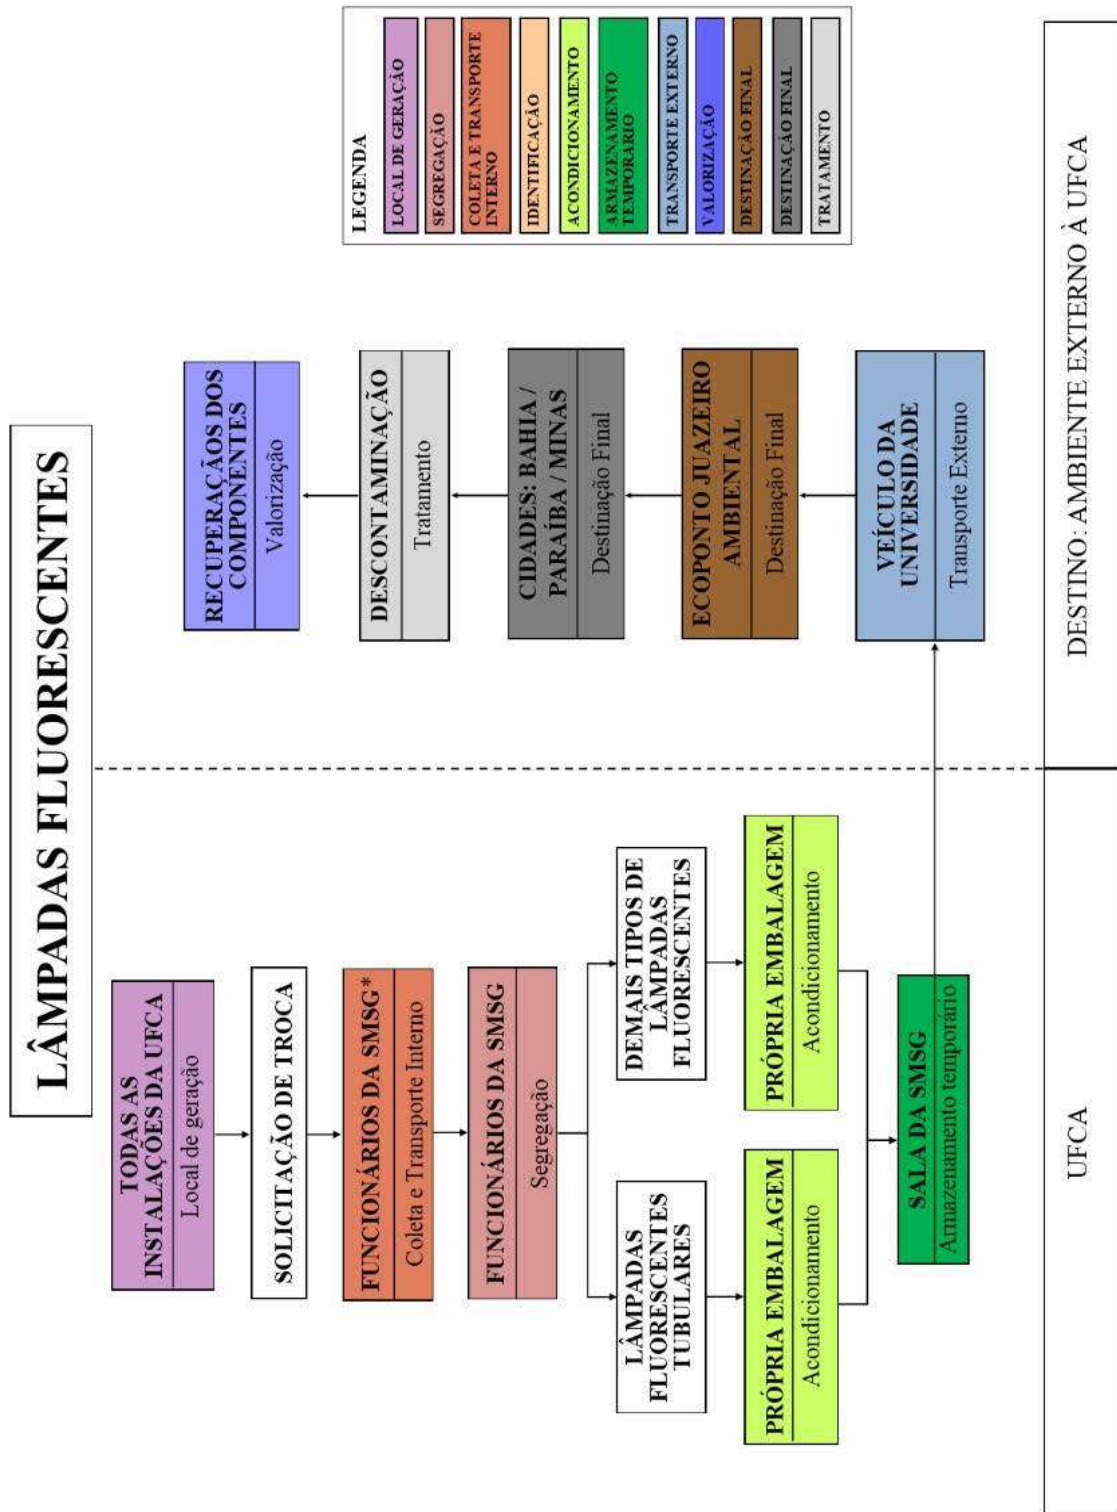 LÂMPADAS FLUORESCENTES
TODAS AS
INSTALAÇÕES DA UFCA
Local de geração
SOLICITAÇÃO DE TROCA
FUNCIONÁRIOS DA SMSG*
Coleta e Transporte Interno
FUNCIONÁRIOS DA SMSG
Segregação
LÂMPADAS
FLUORESCENTES
TUBULARES
DEMAIS TIPOS DE
LÂMPADAS
FLUORESCENTES
PRÓPRIA EMBALAGEM
Acondicionamento
PRÓPRIA EMBALAGEM
Acondicionamento
SALA DA SMSG
Armazenamento temporário
RECUPERAÇÃOS DOS
COMPONENTES
Valorização
DESCONTAMINAÇÃO
Tratamento
CIDADES: BAHIA /
PARAÍBA / MINAS
Destinação Final
ECOPONTO JUAZEIRO
AMBIENTAL
Destinação Final
VEÍCULO DA
UNIVERSIDADE
Transporte Externo
LEGENDA
LOCAL DE GERAÇÃO
SEGREGAÇÃO
COLETA E TRANSPORTE
INTERNO
IDENTIFICAÇÃO
ACONDICIONAMENTO
ARMAZENAMENTO
TEMPORÁRIO
TRANSPORTE EXTERNO
VALORIZAÇÃO
DESTINAÇÃO FINAL
DESTINAÇÃO FINAL
TRATAMENTO
UFCA
DESTINO: AMBIENTE EXTERNO À UFCA